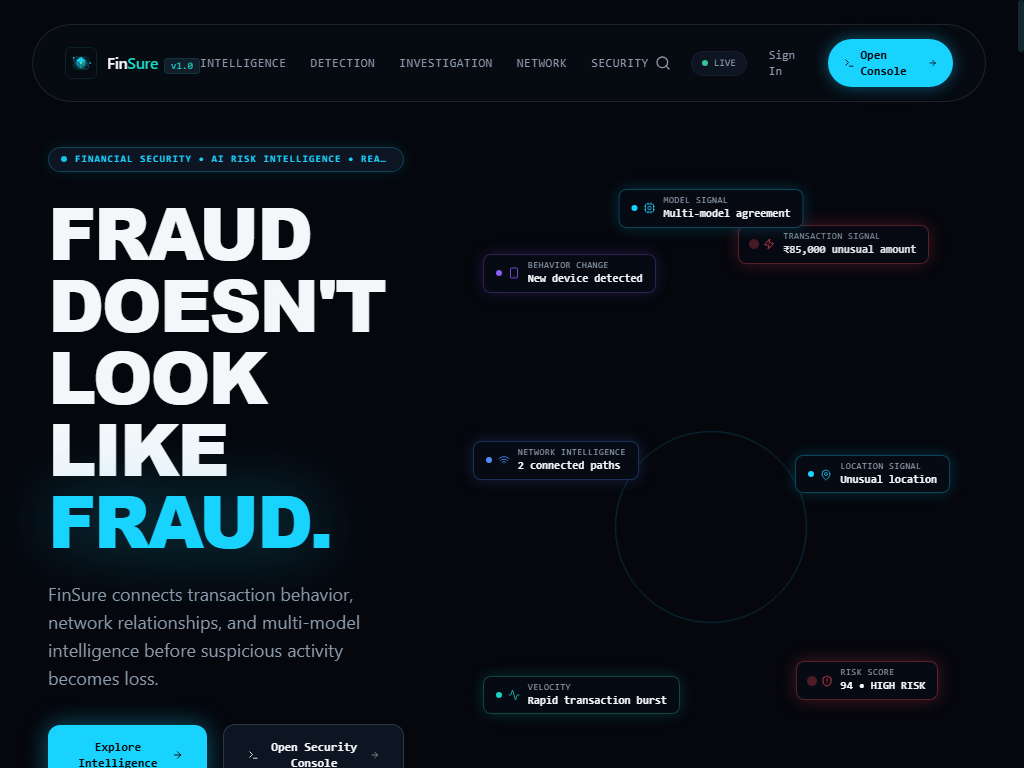 FinSure v1.0 INTELLIGENCE DETECTION INVESTIGATION NETWORK SECURITY LIVE Sign In Open Console
FINANCIAL SECURITY • AI RISK INTELLIGENCE • REA…
FRAUD
DOESN'T
LOOK
LIKE
FRAUD.
FinSure connects transaction behavior,
network relationships, and multi-model
intelligence before suspicious activity
becomes loss.
Explore
Intelligence
Open Security
Console
MODEL SIGNAL
Multi-model agreement
TRANSACTION SIGNAL
₹85,000 unusual amount
BEHAVIOR CHANGE
New device detected
NETWORK INTELLIGENCE
2 connected paths
LOCATION SIGNAL
Unusual location
VELOCITY
Rapid transaction burst
RISK SCORE
94 • HIGH RISK